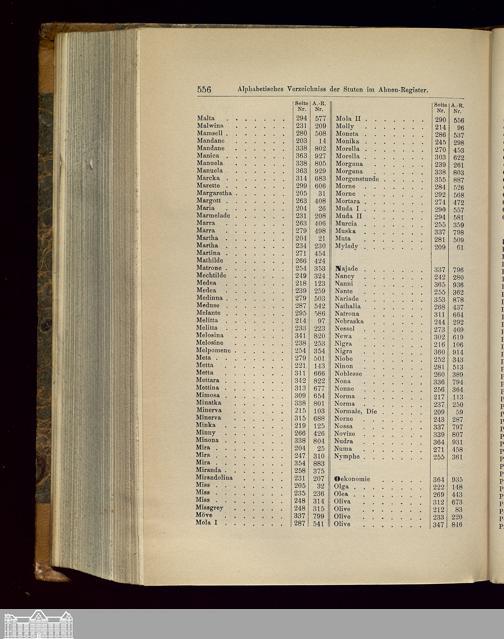 556 Alphabetisches Verzeichniss der Stuten im Ahnen-Register.
Seite Nr. A.-R. Nr.
Malta 294 577
Malwina 231 209
Mamsell 280 508
Mandane 203 14
Mandane 338 802
Manica 363 927
Manuela 338 805
Manuela 363 929
Marcka 314 683
Marette 299 606
Margaretha 205 31
Margott 263 408
Maria 204 26
Marmelade 231 208
Marra 263 406
Marra 279 498
Martha 204 21
Martha 234 230
Martina 271 454
Mathilde 266 424
Matrone 254 353
Mechtilde 249 324
Medea 218 123
Medea 239 259
Medinna 279 503
Meduse 287 542
Melante 295 586
Melitta 214 97
Melitta 233 223
Melosina 341 820
Melosine 238 253
Melpomene 254 354
Meta 279 501
Metta 221 143
Metta 311 666
Mettara 342 822
Mettina 313 677
Mimosa 309 654
Minatka 338 801
Minerva 215 103
Minerva 315 688
Minka 219 125
Minny 266 426
Minona 338 804
Mira 204 25
Mira 247 310
Mira 354 883
Miranda 258 375
Mirandolina 231 207
Miss 205 32
Miss 235 236
Miss 248 314
Missgrey 248 315
Möve 337 799
Mola I 287 541
Seite Nr. A.-R. Nr.
Mola II 290 556
Molly 214 96
Moneta 286 537
Monika 245 298
Morella 270 453
Morella 303 622
Morgana 239 261
Morgana 338 803
Morgenstunde 355 887
Morne 284 526
Morne 292 568
Mortara 274 472
Muda I 290 557
Muda II 294 581
Murcia 255 359
Muska 337 798
Muta 281 509
Mylady 209 61
Najade 337 796
Nancy 242 280
Nanni 365 936
Nante 255 362
Narlade 353 878
Nathalia 268 437
Natrona 311 664
Nebraska 244 292
Nessel 273 469
Newa 302 619
Nigra 216 106
Nigra 360 914
Niobe 252 343
Ninon 281 513
Noblesse 260 389
Nona 336 794
Nonne 256 364
Norma 217 113
Norma 237 250
Normale, Die 209 59
Norne 243 287
Nossa 337 797
Novize 339 807
Nudra 364 931
Numa 271 458
Nymphe 255 361
Oekonomie 364 935
Olga 222 148
Olea 269 443
Oliva 312 673
Olive 212 83
Olive 233 220
Olive 347 846